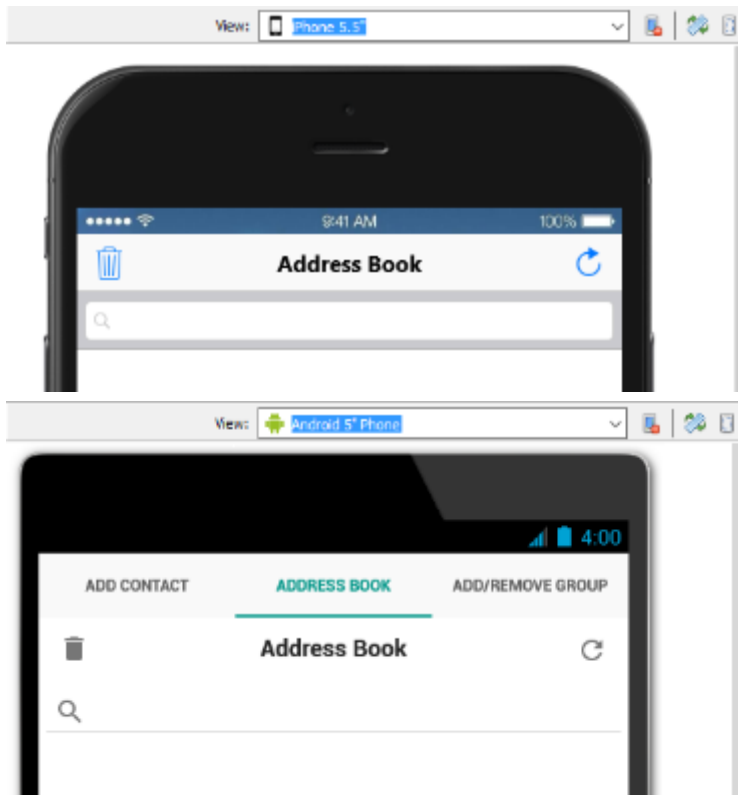 View: iPhone 5.5"
9:41 AM 100%
Address Book
View: Android 5" Phone
4:00
ADD CONTACT ADDRESS BOOK ADD/REMOVE GROUP
Address Book